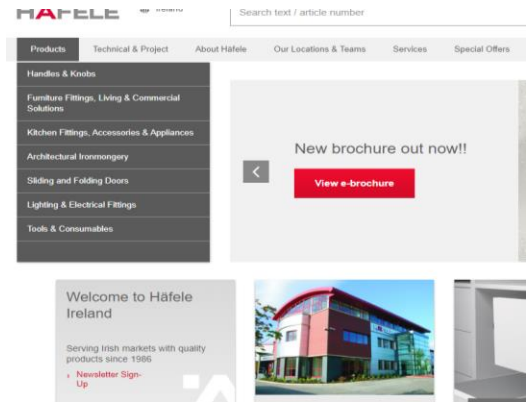 HÄFELE Ireland
Search text / article number
Products Technical & Project About Häfele Our Locations & Teams Services Special Offers
Handles & Knobs
Furniture Fittings, Living & Commercial
Solutions
Kitchen Fittings, Accessories & Appliances
Architectural Ironmongery
Sliding and Folding Doors
Lighting & Electrical Fittings
Tools & Consumables
New brochure out now!!
View e-brochure
Welcome to Häfele
Ireland
Serving Irish markets with quality
products since 1986
Newsletter Sign-
Up